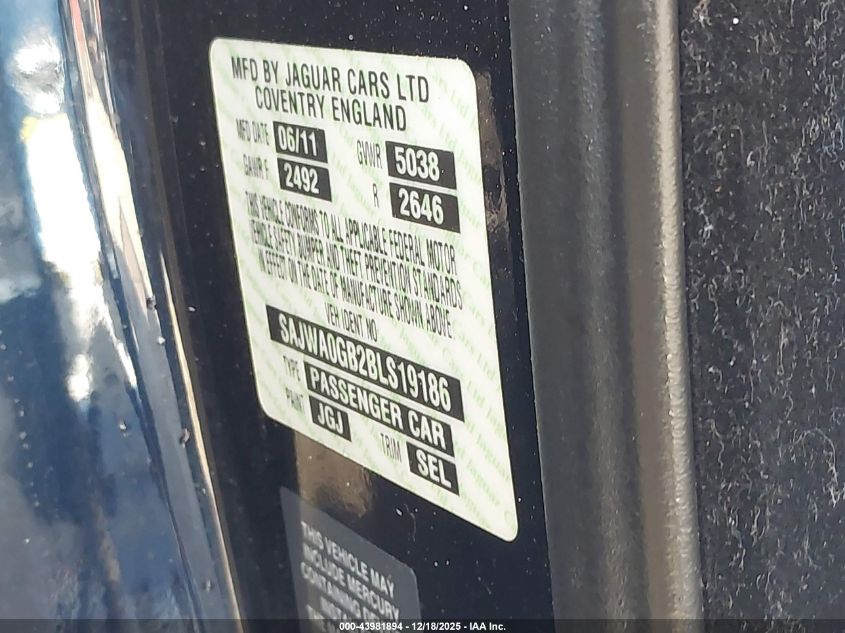 MFD BY JAGUAR CARS LTD
COVENTRY ENGLAND
MFD DATE 06/11 GVWR 5038
GAWR F 2492 R 2646
THIS VEHICLE CONFORMS TO ALL APPLICABLE FEDERAL MOTOR
VEHICLE SAFETY, BUMPER, AND THEFT PREVENTION STANDARDS
IN EFFECT ON THE DATE OF MANUFACTURE SHOWN ABOVE.
VEH IDENT NO.
SAJWA0GB2BLS19186
TYPE PASSENGER CAR
PAINT JGJ TRIM SEL
THIS VEHICLE MAY
INCLUDE MERCURY
CONTAINING
000-43981894 - 12/18/2025 - IAA Inc.